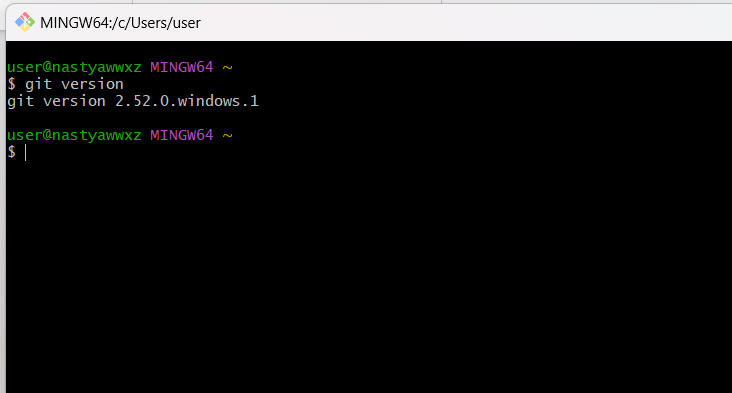 MINGW64:/c/Users/user
user@nastyawwxz MINGW64 ~
$ git version
git version 2.52.0.windows.1
user@nastyawwxz MINGW64 ~
$